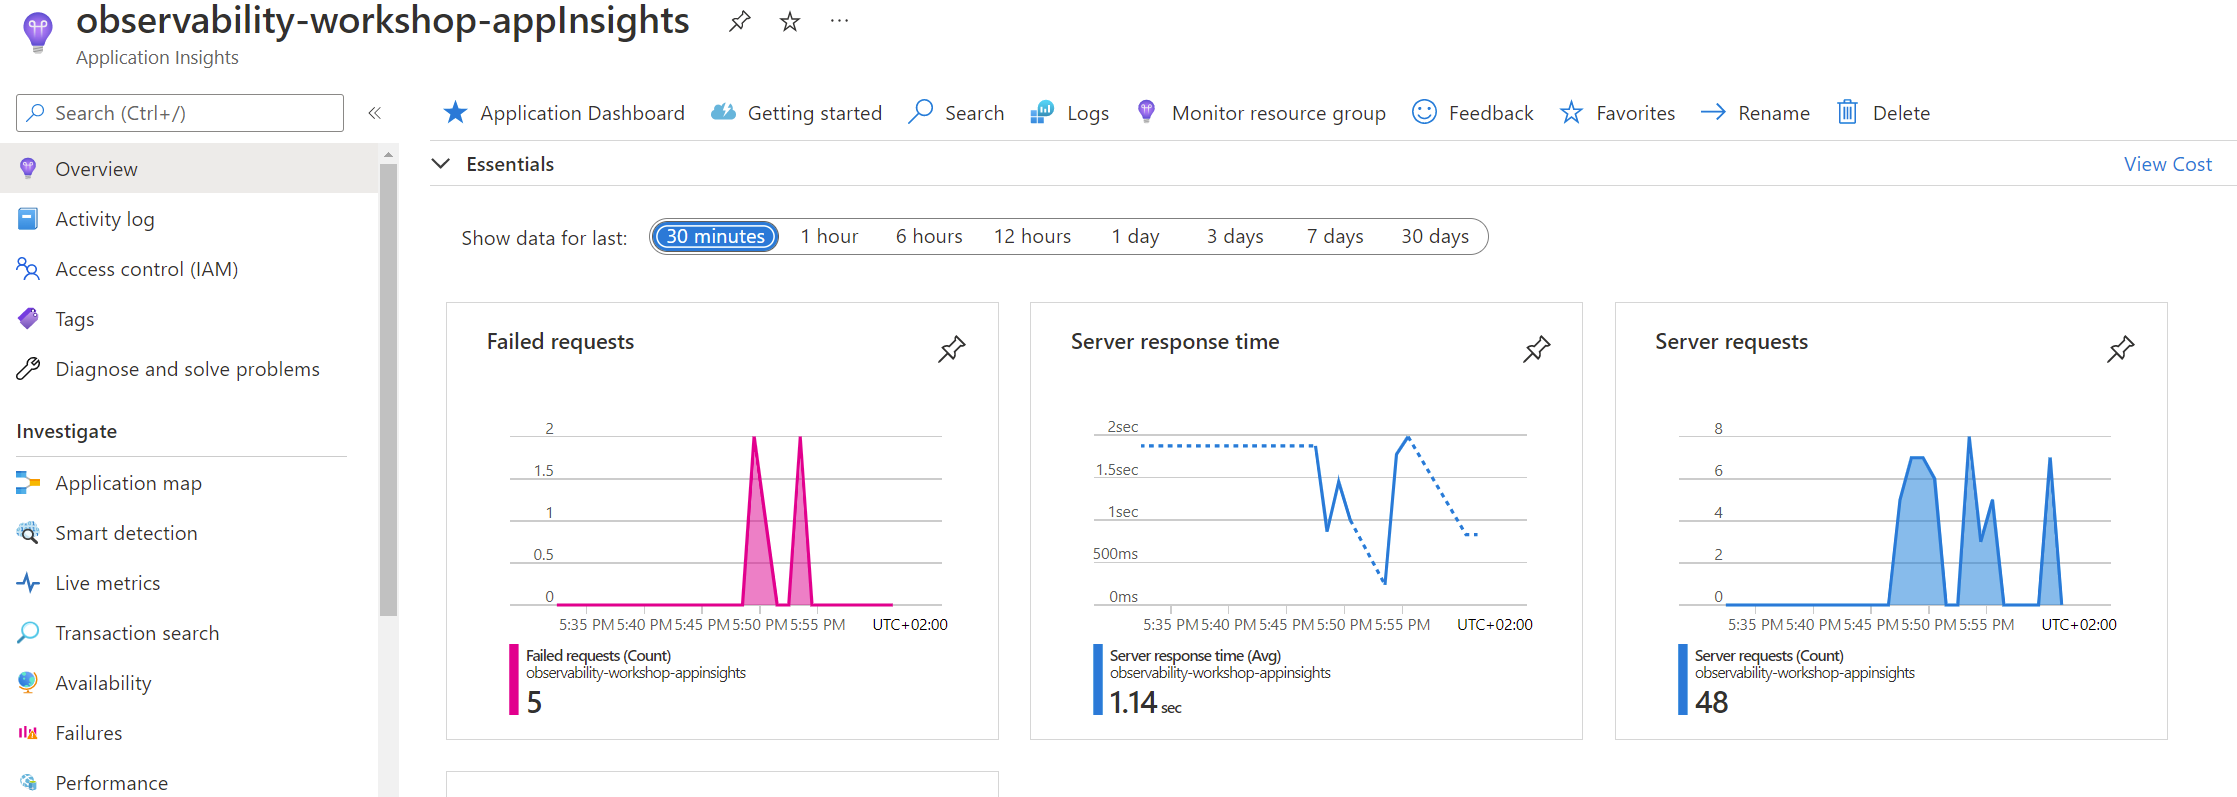 observability-workshop-appInsights
Application Insights
Search (Ctrl+/)
Overview
Activity log
Access control (IAM)
Tags
Diagnose and solve problems
Investigate
Application map
Smart detection
Live metrics
Transaction search
Availability
Failures
Performance
Application Dashboard Getting started Search Logs Monitor resource group Feedback Favorites Rename Delete
Essentials View Cost
Show data for last: 30 minutes 1 hour 6 hours 12 hours 1 day 3 days 7 days 30 days
Failed requests
2
1.5
1
0.5
0
5:35 PM 5:40 PM 5:45 PM 5:50 PM 5:55 PM UTC+02:00
Failed requests (Count)
observability-workshop-appinsights
5
Server response time
2sec
1.5sec
1sec
500ms
0ms
5:35 PM 5:40 PM 5:45 PM 5:50 PM 5:55 PM UTC+02:00
Server response time (Avg)
observability-workshop-appinsights
1.14 sec
Server requests
8
6
4
2
0
5:35 PM 5:40 PM 5:45 PM 5:50 PM 5:55 PM UTC+02:00
Server requests (Count)
observability-workshop-appinsights
48